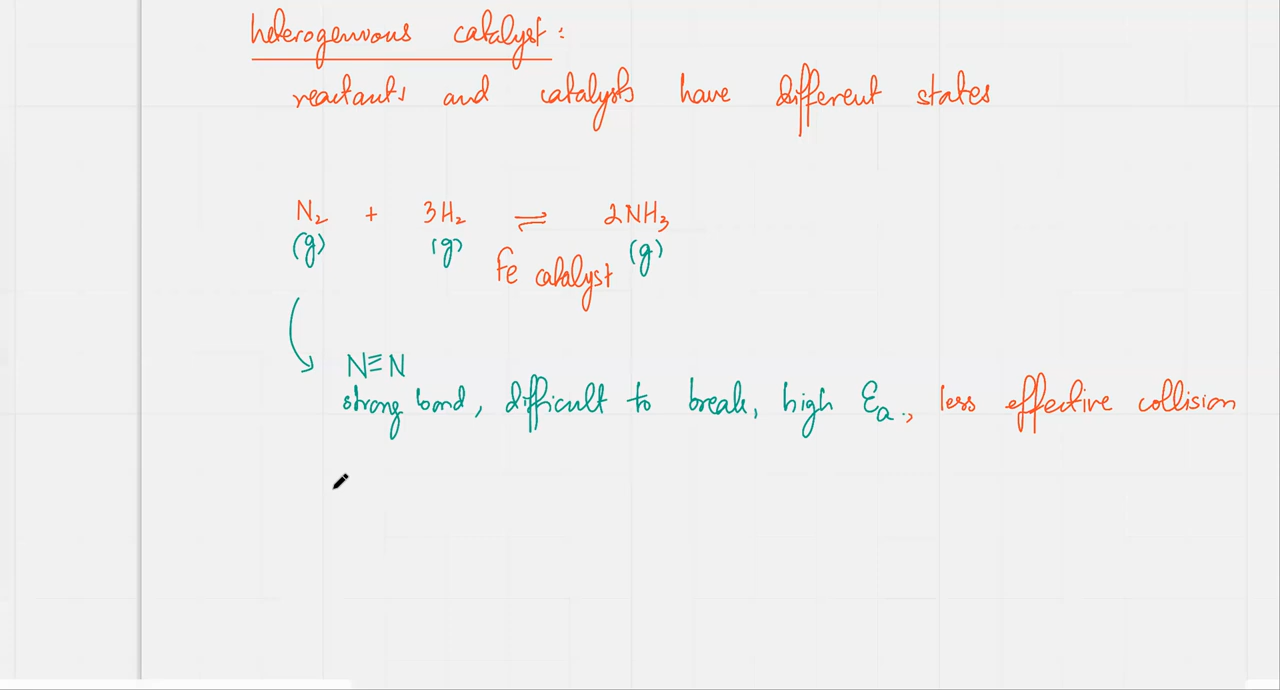 heterogenuous catalyst:
reactants and catalysts have different states
N₂ + 3H₂ ⇌ 2NH₃
(g) (g) (g)
Fe catalyst
N≡N
strong bond, difficult to break, high Ea., less effective collision